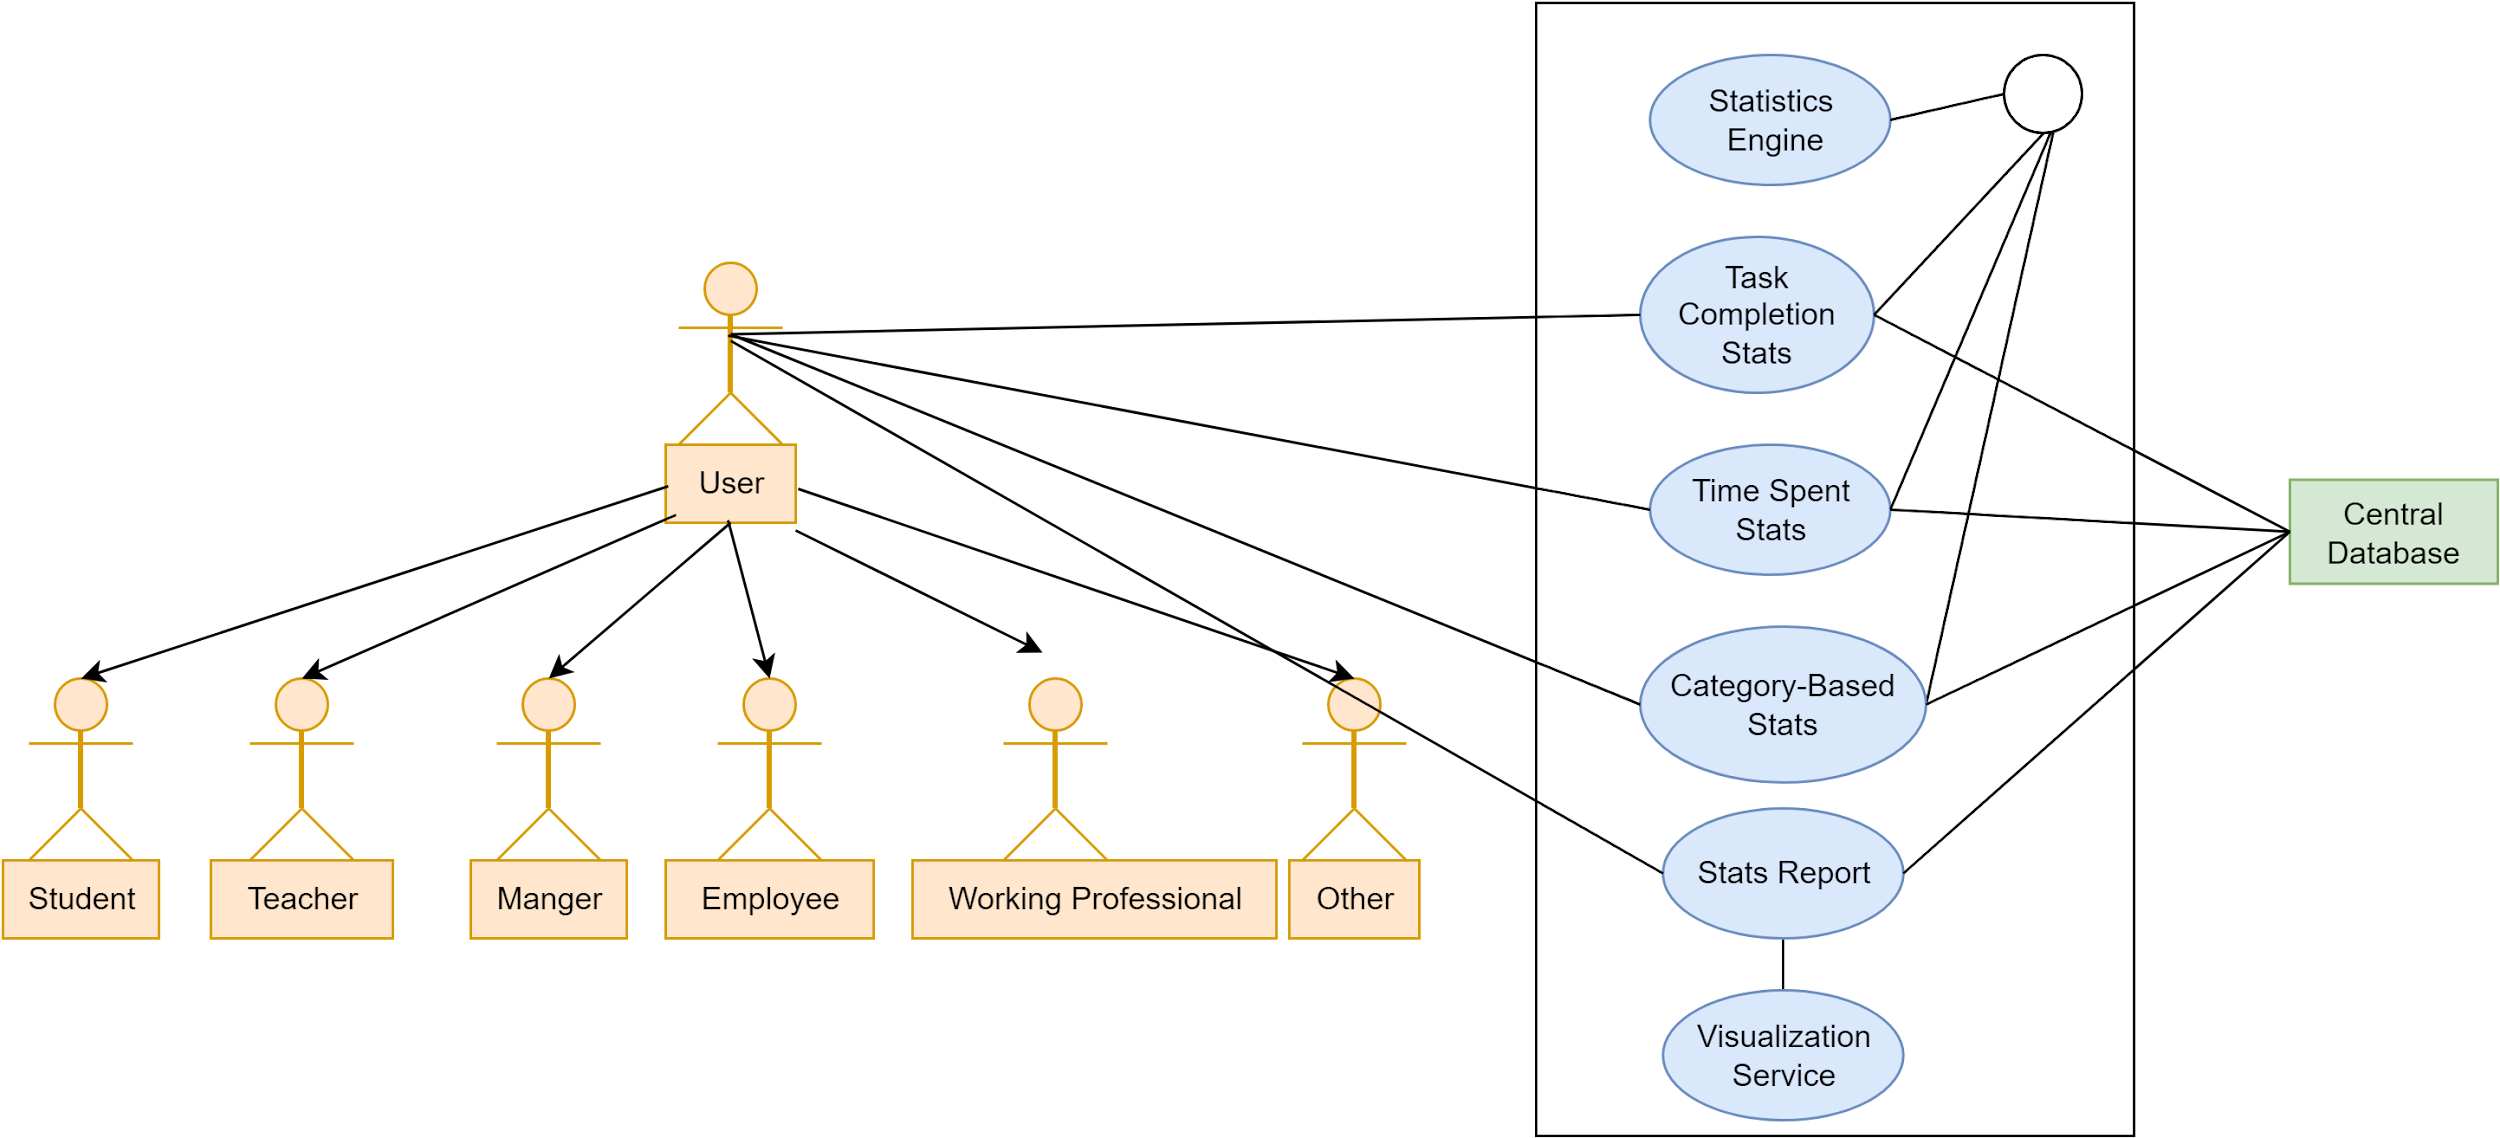 Statistics
Engine
Task
Completion
Stats
User
Time Spent
Stats
Central
Database
Category-Based
Stats
Stats Report
Student
Teacher
Manger
Employee
Working Professional
Other
Visualization
Service